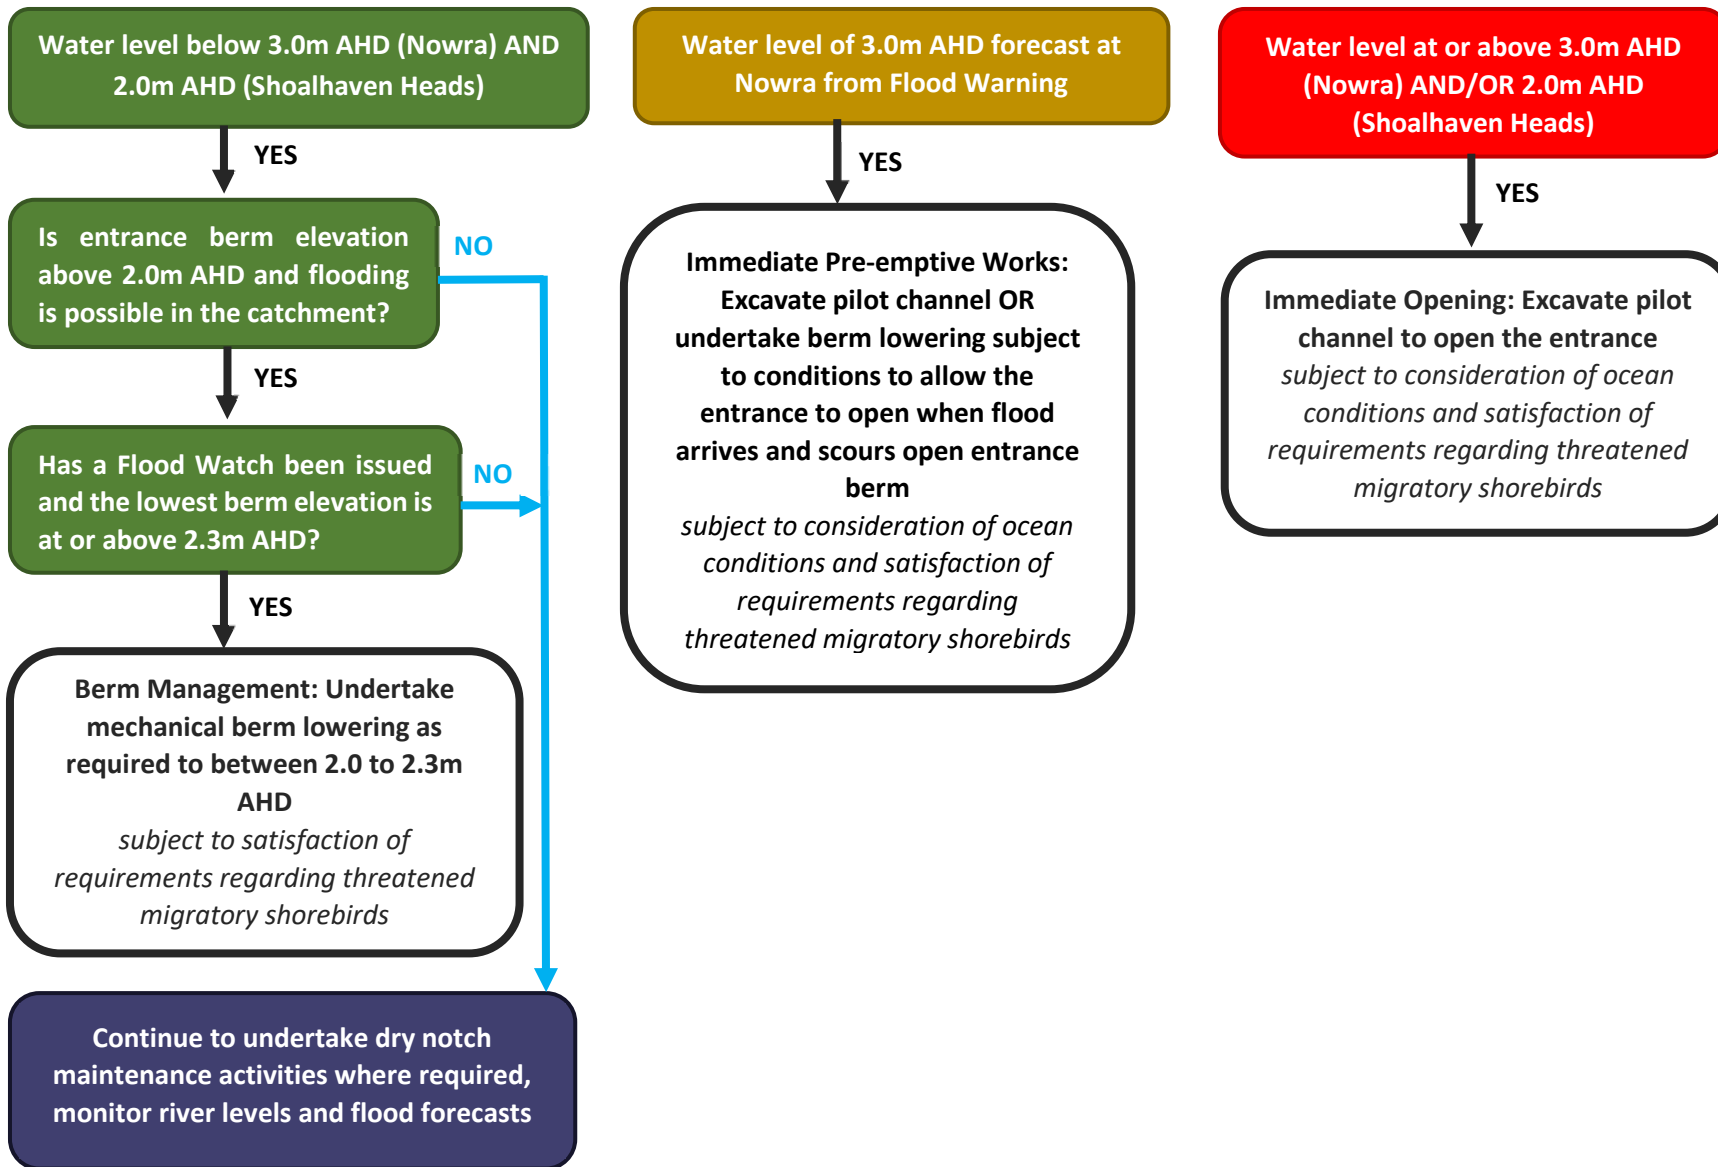 Water level below 3.0m AHD (Nowra) AND
2.0m AHD (Shoalhaven Heads)
YES
Is entrance berm elevation
above 2.0m AHD and flooding
is possible in the catchment?
NO
YES
Has a Flood Watch been issued
and the lowest berm elevation is
at or above 2.3m AHD?
NO
YES
Berm Management: Undertake
mechanical berm lowering as
required to between 2.0 to 2.3m
AHD
subject to satisfaction of
requirements regarding threatened
migratory shorebirds
Continue to undertake dry notch
maintenance activities where required,
monitor river levels and flood forecasts
Water level of 3.0m AHD forecast at
Nowra from Flood Warning
YES
Immediate Pre-emptive Works:
Excavate pilot channel OR
undertake berm lowering subject
to conditions to allow the
entrance to open when flood
arrives and scours open entrance
berm
subject to consideration of ocean
conditions and satisfaction of
requirements regarding
threatened migratory shorebirds
Water level at or above 3.0m AHD
(Nowra) AND/OR 2.0m AHD
(Shoalhaven Heads)
YES
Immediate Opening: Excavate pilot
channel to open the entrance
subject to consideration of ocean
conditions and satisfaction of
requirements regarding threatened
migratory shorebirds